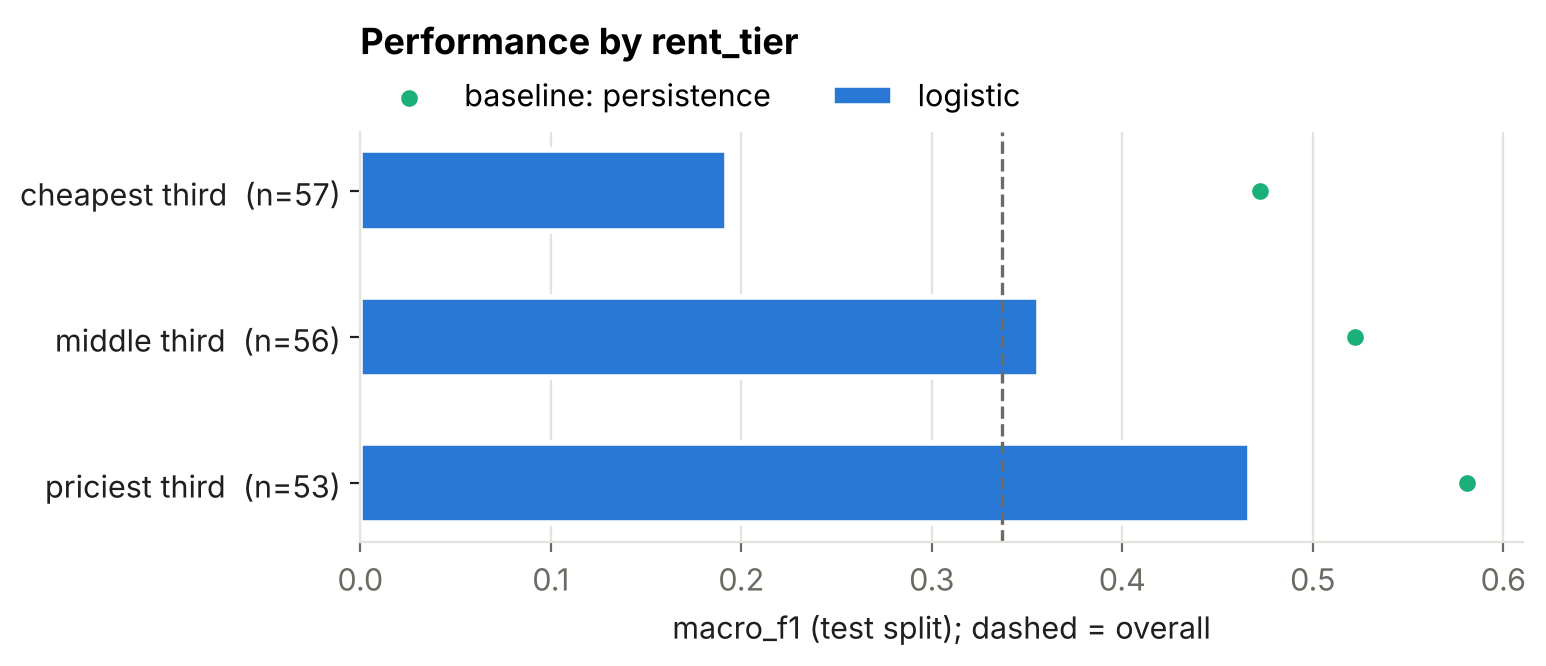 Performance by rent_tier
baseline: persistence logistic
cheapest third (n=57)
middle third (n=56)
priciest third (n=53)
0.0 0.1 0.2 0.3 0.4 0.5 0.6
macro_f1 (test split); dashed = overall